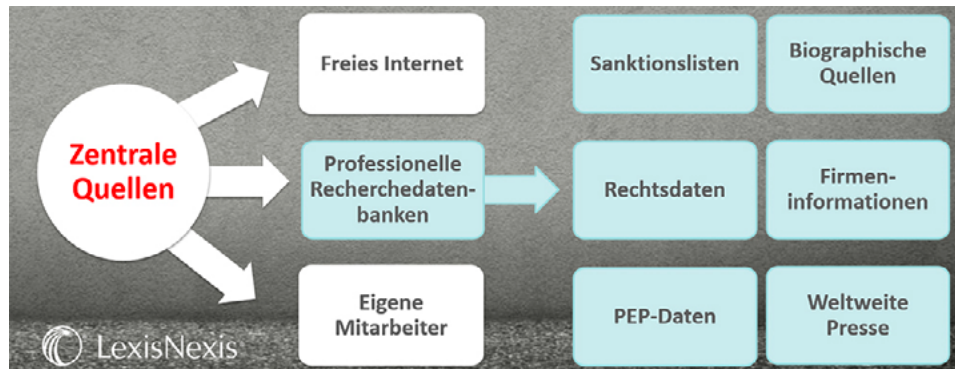 Zentrale
Quellen
Freies Internet
Professionelle
Recherchedaten-
banken
Eigene
Mitarbeiter
Sanktionslisten
Biographische
Quellen
Rechtsdaten
Firmen-
informationen
PEP-Daten
Weltweite
Presse
LexisNexis